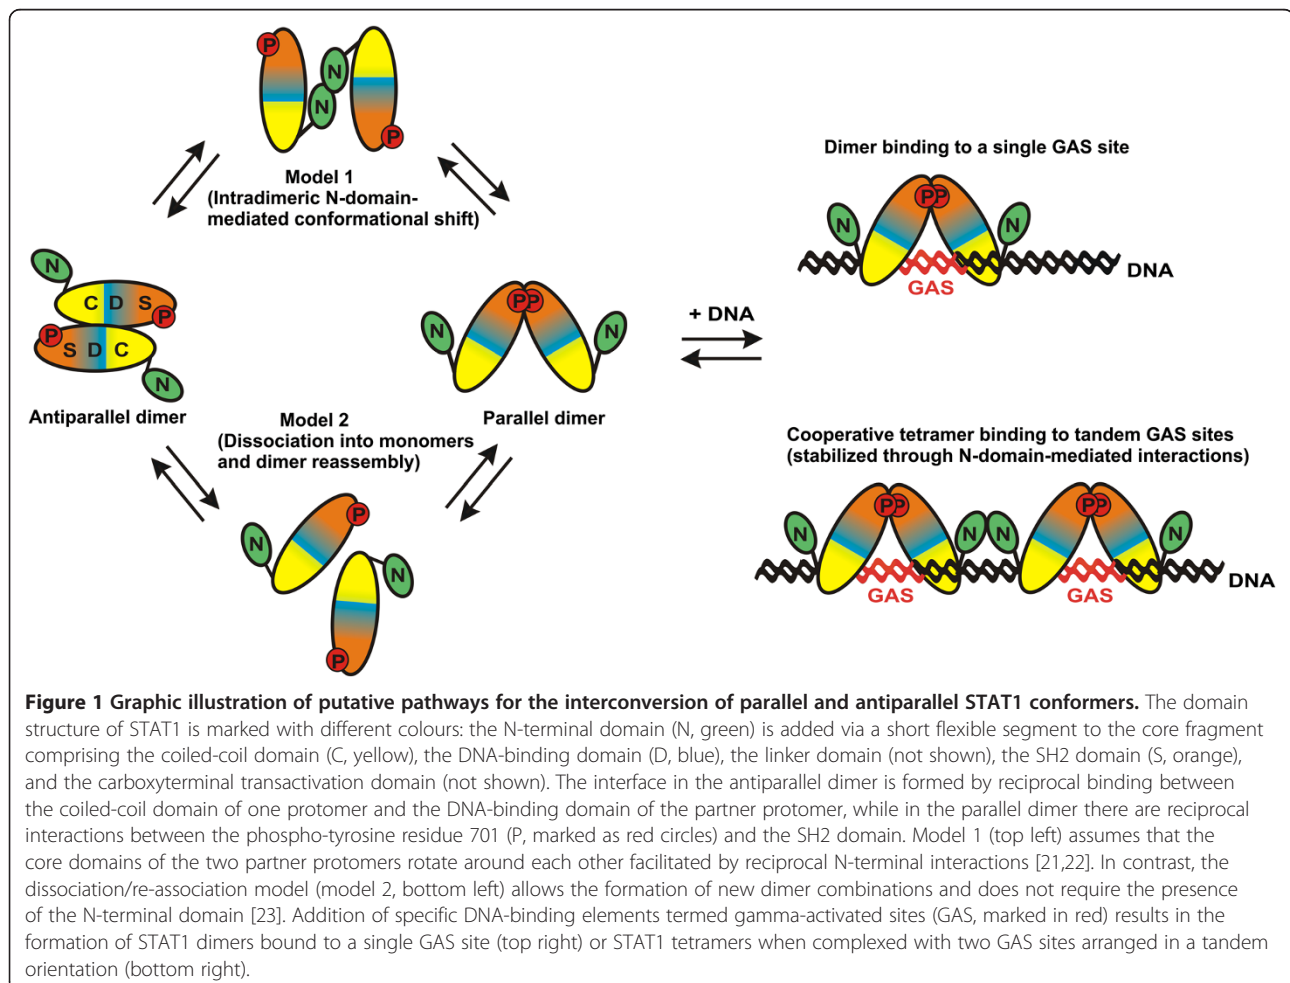 P
N
N
P
Model 1
(Intradimeric N-domain-
mediated conformational shift)
N
C D S
P
P
S D C
N
Antiparallel dimer
Model 2
(Dissociation into monomers
and dimer reassembly)
P
N
N
P
PP
N
N
Parallel dimer
+ DNA
Dimer binding to a single GAS site
PP
N
N
DNA
GAS
Cooperative tetramer binding to tandem GAS sites
(stabilized through N-domain-mediated interactions)
PP
PP
N
N
N
N
DNA
GAS
GAS
Figure 1 Graphic illustration of putative pathways for the interconversion of parallel and antiparallel STAT1 conformers. The domain
structure of STAT1 is marked with different colours: the N-terminal domain (N, green) is added via a short flexible segment to the core fragment
comprising the coiled-coil domain (C, yellow), the DNA-binding domain (D, blue), the linker domain (not shown), the SH2 domain (S, orange),
and the carboxyterminal transactivation domain (not shown). The interface in the antiparallel dimer is formed by reciprocal binding between
the coiled-coil domain of one protomer and the DNA-binding domain of the partner protomer, while in the parallel dimer there are reciprocal
interactions between the phospho-tyrosine residue 701 (P, marked as red circles) and the SH2 domain. Model 1 (top left) assumes that the
core domains of the two partner protomers rotate around each other facilitated by reciprocal N-terminal interactions [21,22]. In contrast, the
dissociation/re-association model (model 2, bottom left) allows the formation of new dimer combinations and does not require the presence
of the N-terminal domain [23]. Addition of specific DNA-binding elements termed gamma-activated sites (GAS, marked in red) results in the
formation of STAT1 dimers bound to a single GAS site (top right) or STAT1 tetramers when complexed with two GAS sites arranged in a tandem
orientation (bottom right).